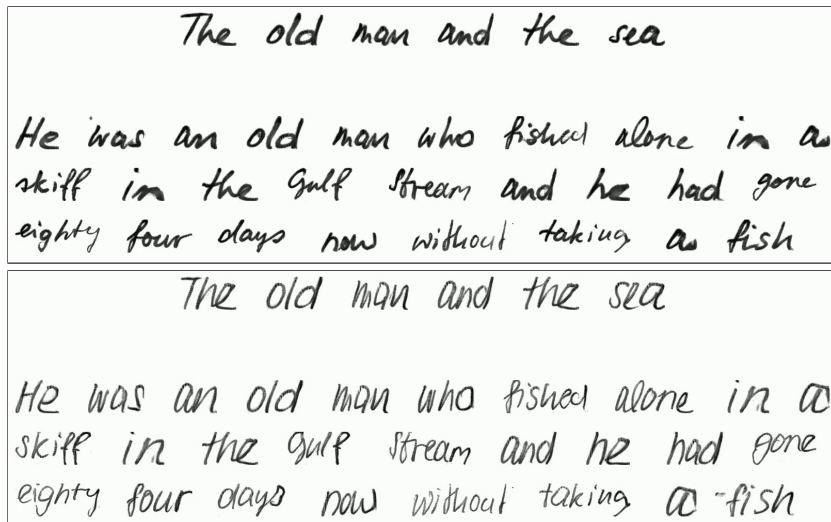 The old man and the sea
He was an old man who fished alone in a
skiff in the Gulf Stream and he had gone
eighty four days now without taking a fish
The old man and the sea
He was an old man who fished alone in a
skiff in the Gulf Stream and he had gone
eighty four days now without taking a fish